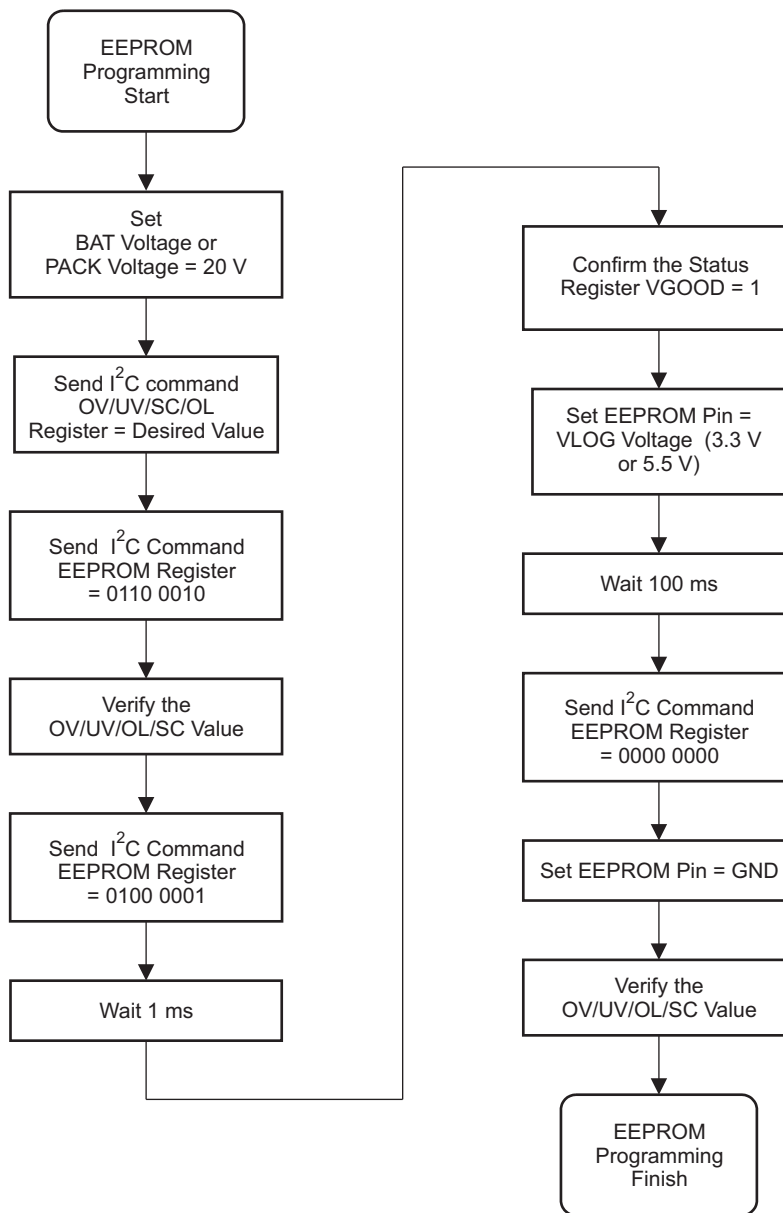 EEPROM
Programming
Start
Set
BAT Voltage or
PACK Voltage = 20 V
Send I²C command
OV/UV/SC/OL
Register = Desired Value
Send I²C Command
EEPROM Register
= 0110 0010
Verify the
OV/UV/OL/SC Value
Send I²C Command
EEPROM Register
= 0100 0001
Wait 1 ms
Confirm the Status
Register VGOOD = 1
Set EEPROM Pin =
VLOG Voltage (3.3 V
or 5.5 V)
Wait 100 ms
Send I²C Command
EEPROM Register
= 0000 0000
Set EEPROM Pin = GND
Verify the
OV/UV/OL/SC Value
EEPROM
Programming
Finish